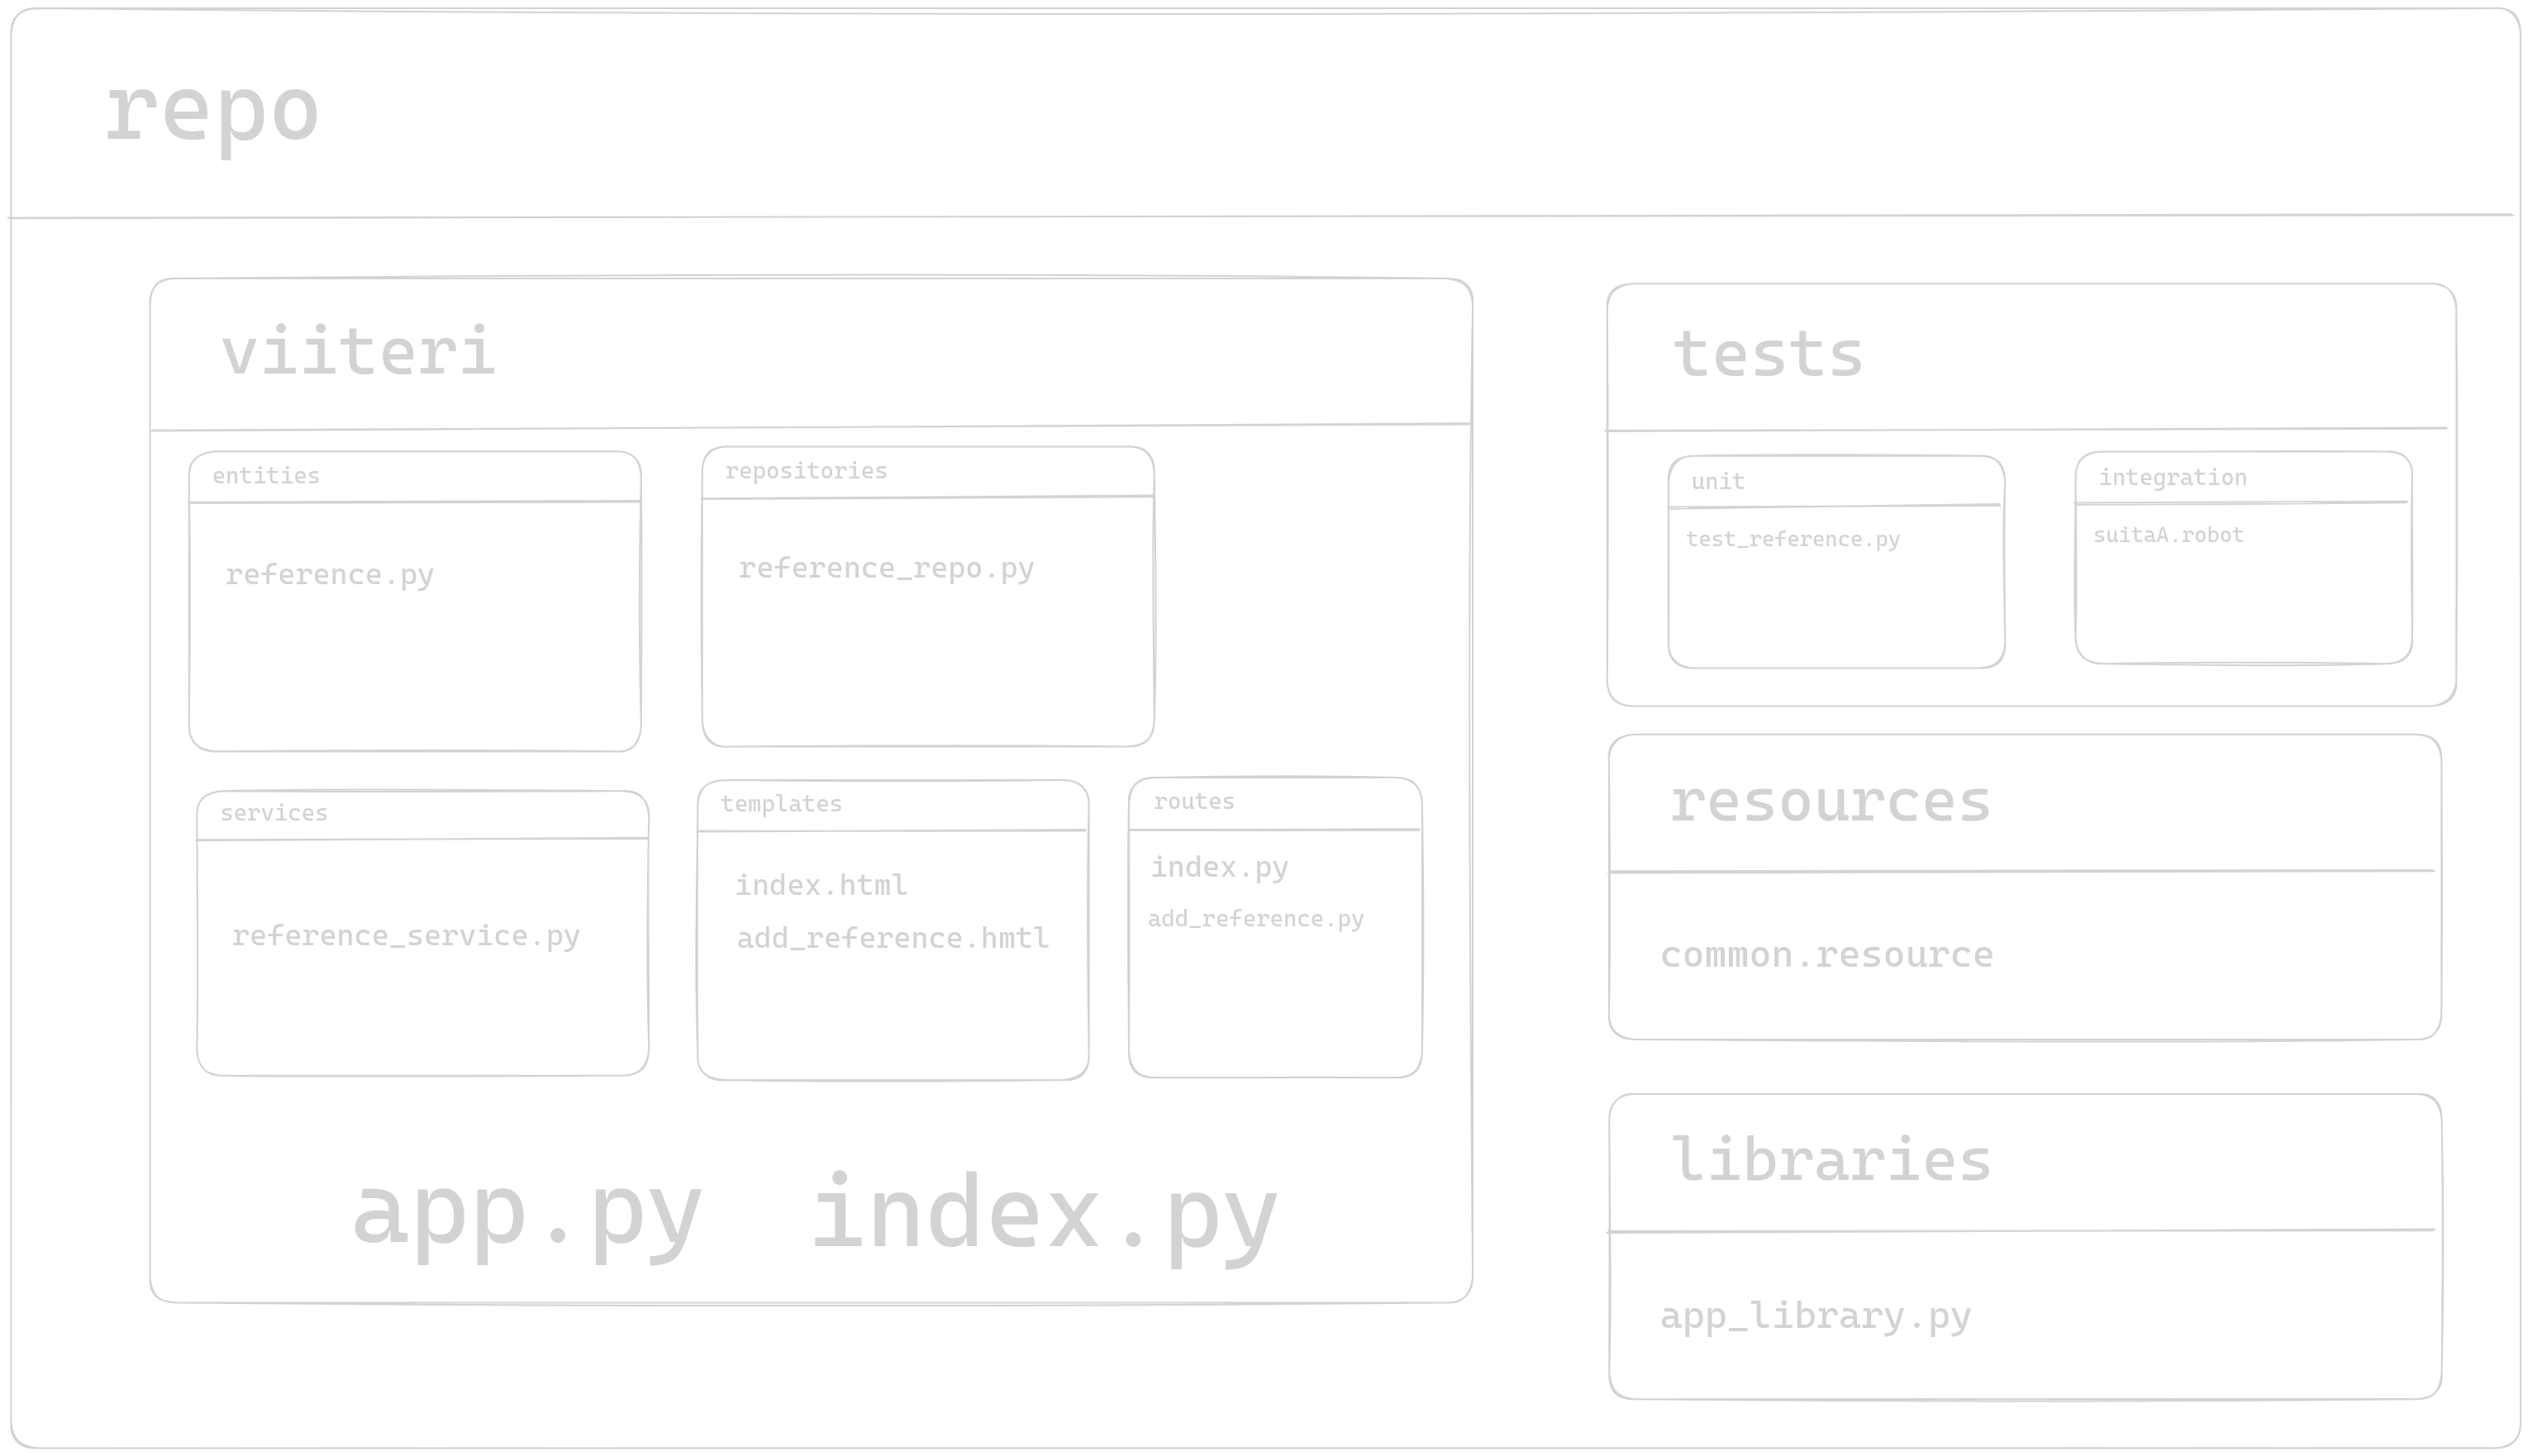 repo
viiteri
entities
reference.py
repositories
reference_repo.py
services
reference_service.py
templates
index.html
add_reference.hmtl
routes
index.py
add_reference.py
app.py
index.py
tests
unit
test_reference.py
integration
suitaA.robot
resources
common.resource
libraries
app_library.py